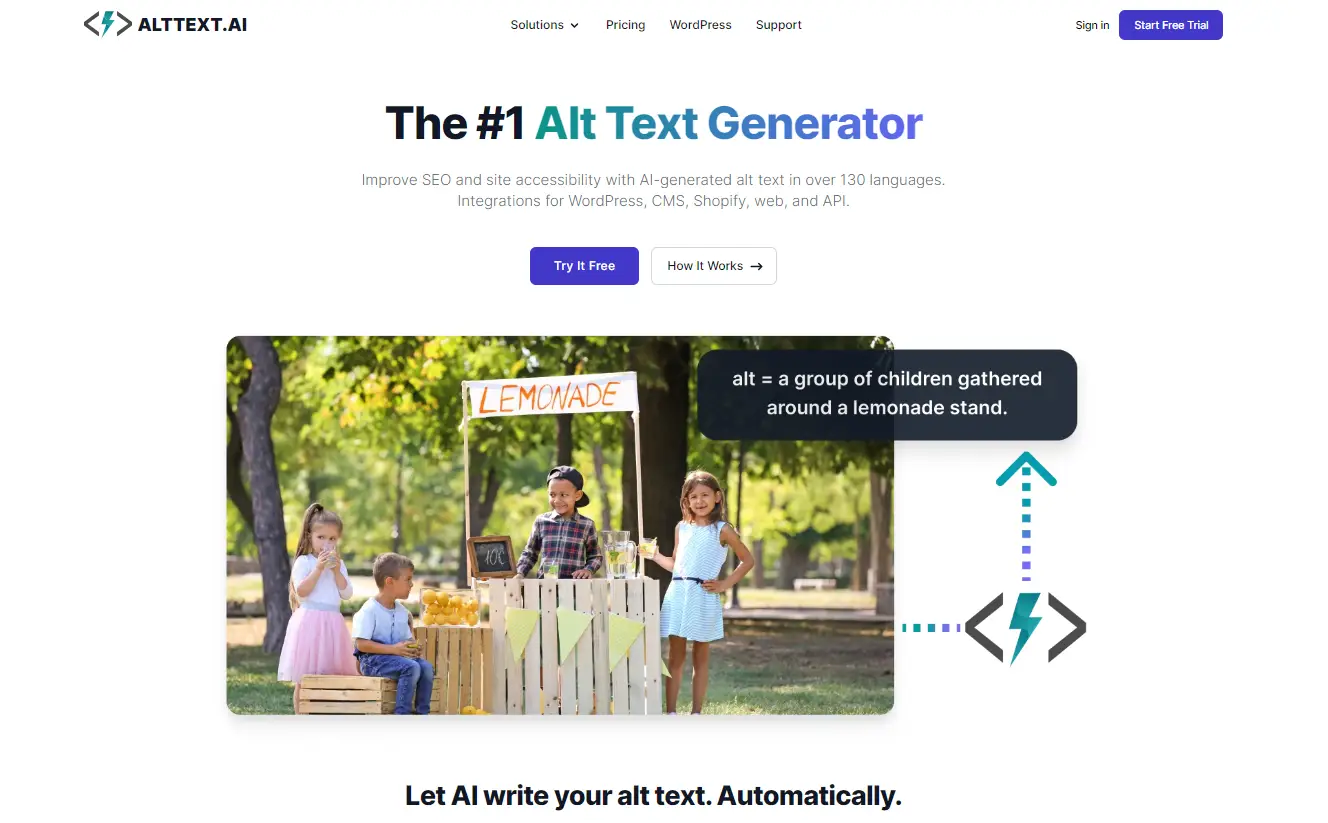 ALTTEXT.AI
Solutions
Pricing
WordPress
Support
Sign in
Start Free Trial
The #1 Alt Text Generator
Improve SEO and site accessibility with AI-generated alt text in over 130 languages.
Integrations for WordPress, CMS, Shopify, web, and API.
Try It Free
How It Works →
LEMONADE
alt = a group of children gathered
around a lemonade stand.
10¢
Let AI write your alt text. Automatically.